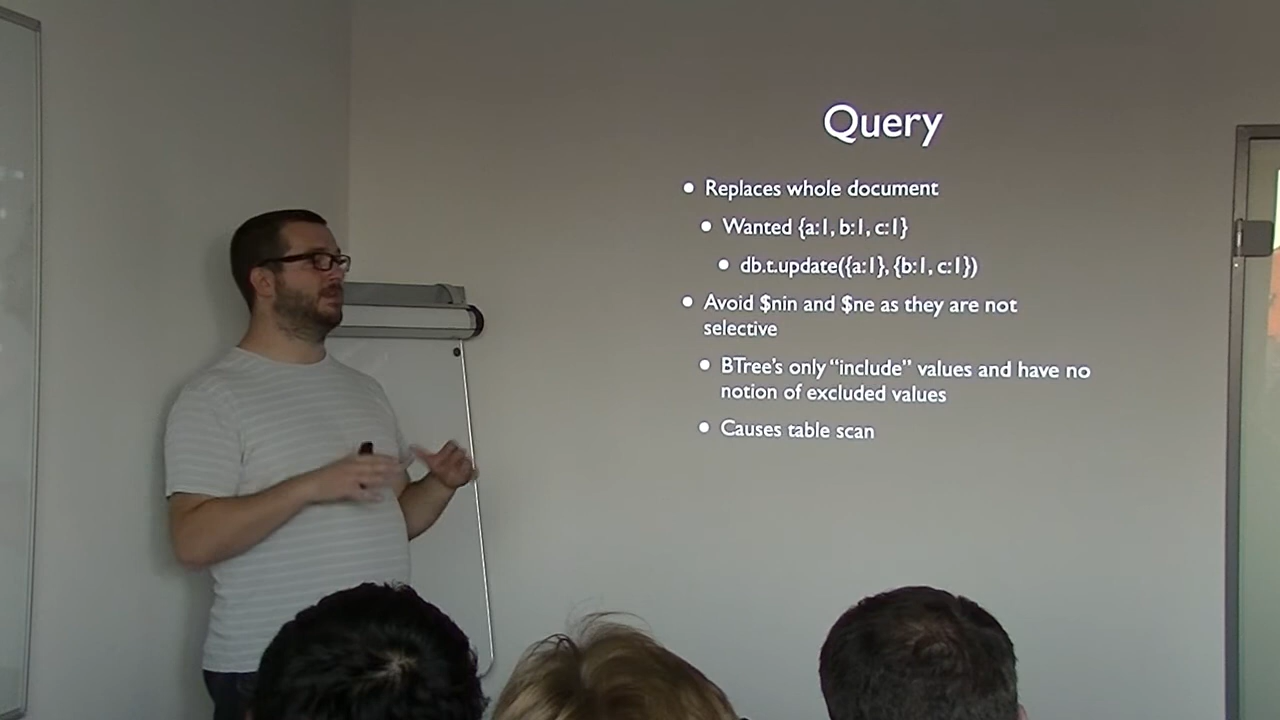 Query
Replaces whole document
Wanted {a:1, b:1, c:1}
db.t.update({a:1}, {b:1, c:1})
Avoid $nin and $ne as they are not
selective
BTree's only “include” values and have no
notion of excluded values
Causes table scan